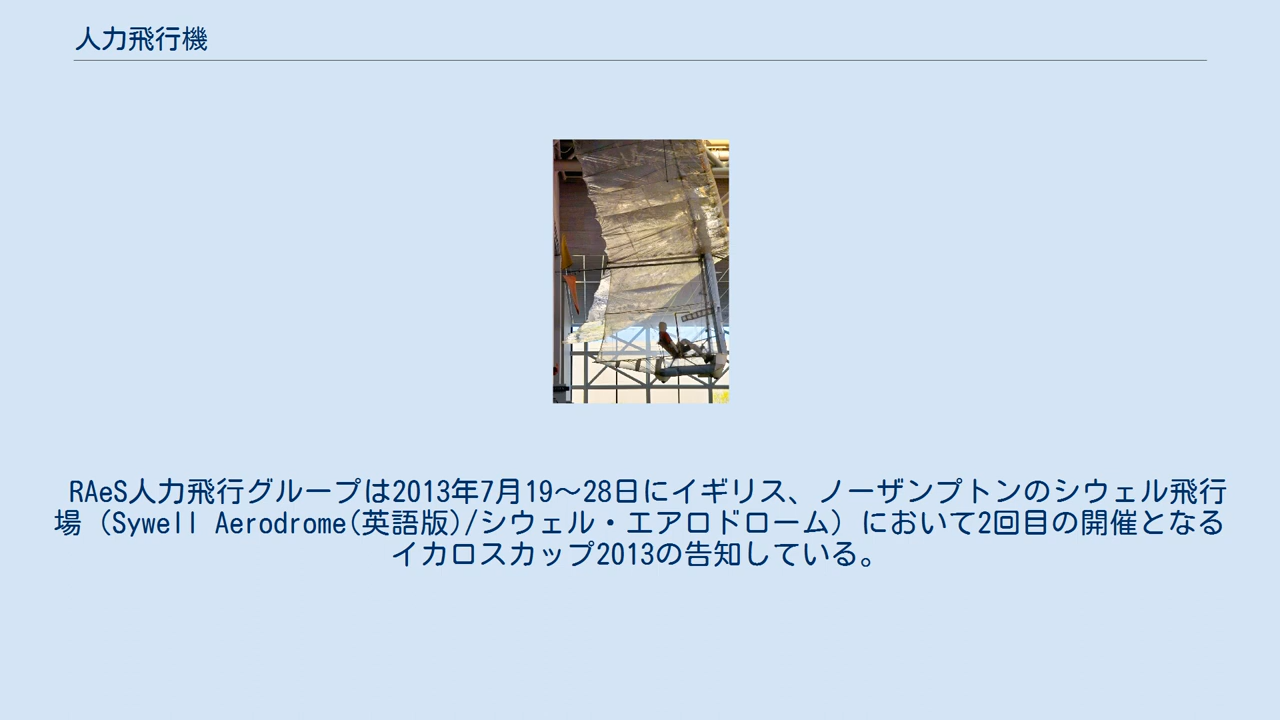 人力飛行機
RAeS人力飛行グループは2013年7月19～28日にイギリス、ノーザンプトンのシウェル飛行
場（Sywell Aerodrome(英語版)/シウェル・エアロドローム）において2回目の開催となる
イカロスカップ2013の告知している。